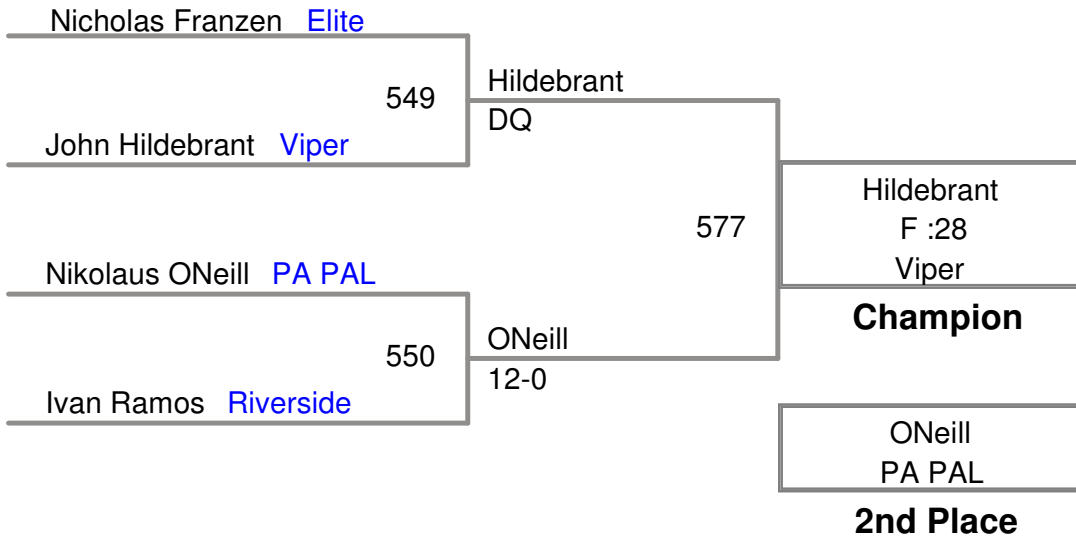 Nicholas Franzen Elite
549
Hildebrant
DQ
John Hildebrant Viper
577
Hildebrant
F :28
Viper
Champion
Nikolaus ONeill PA PAL
550
ONeill
12-0
Ivan Ramos Riverside
ONeill
PA PAL
2nd Place